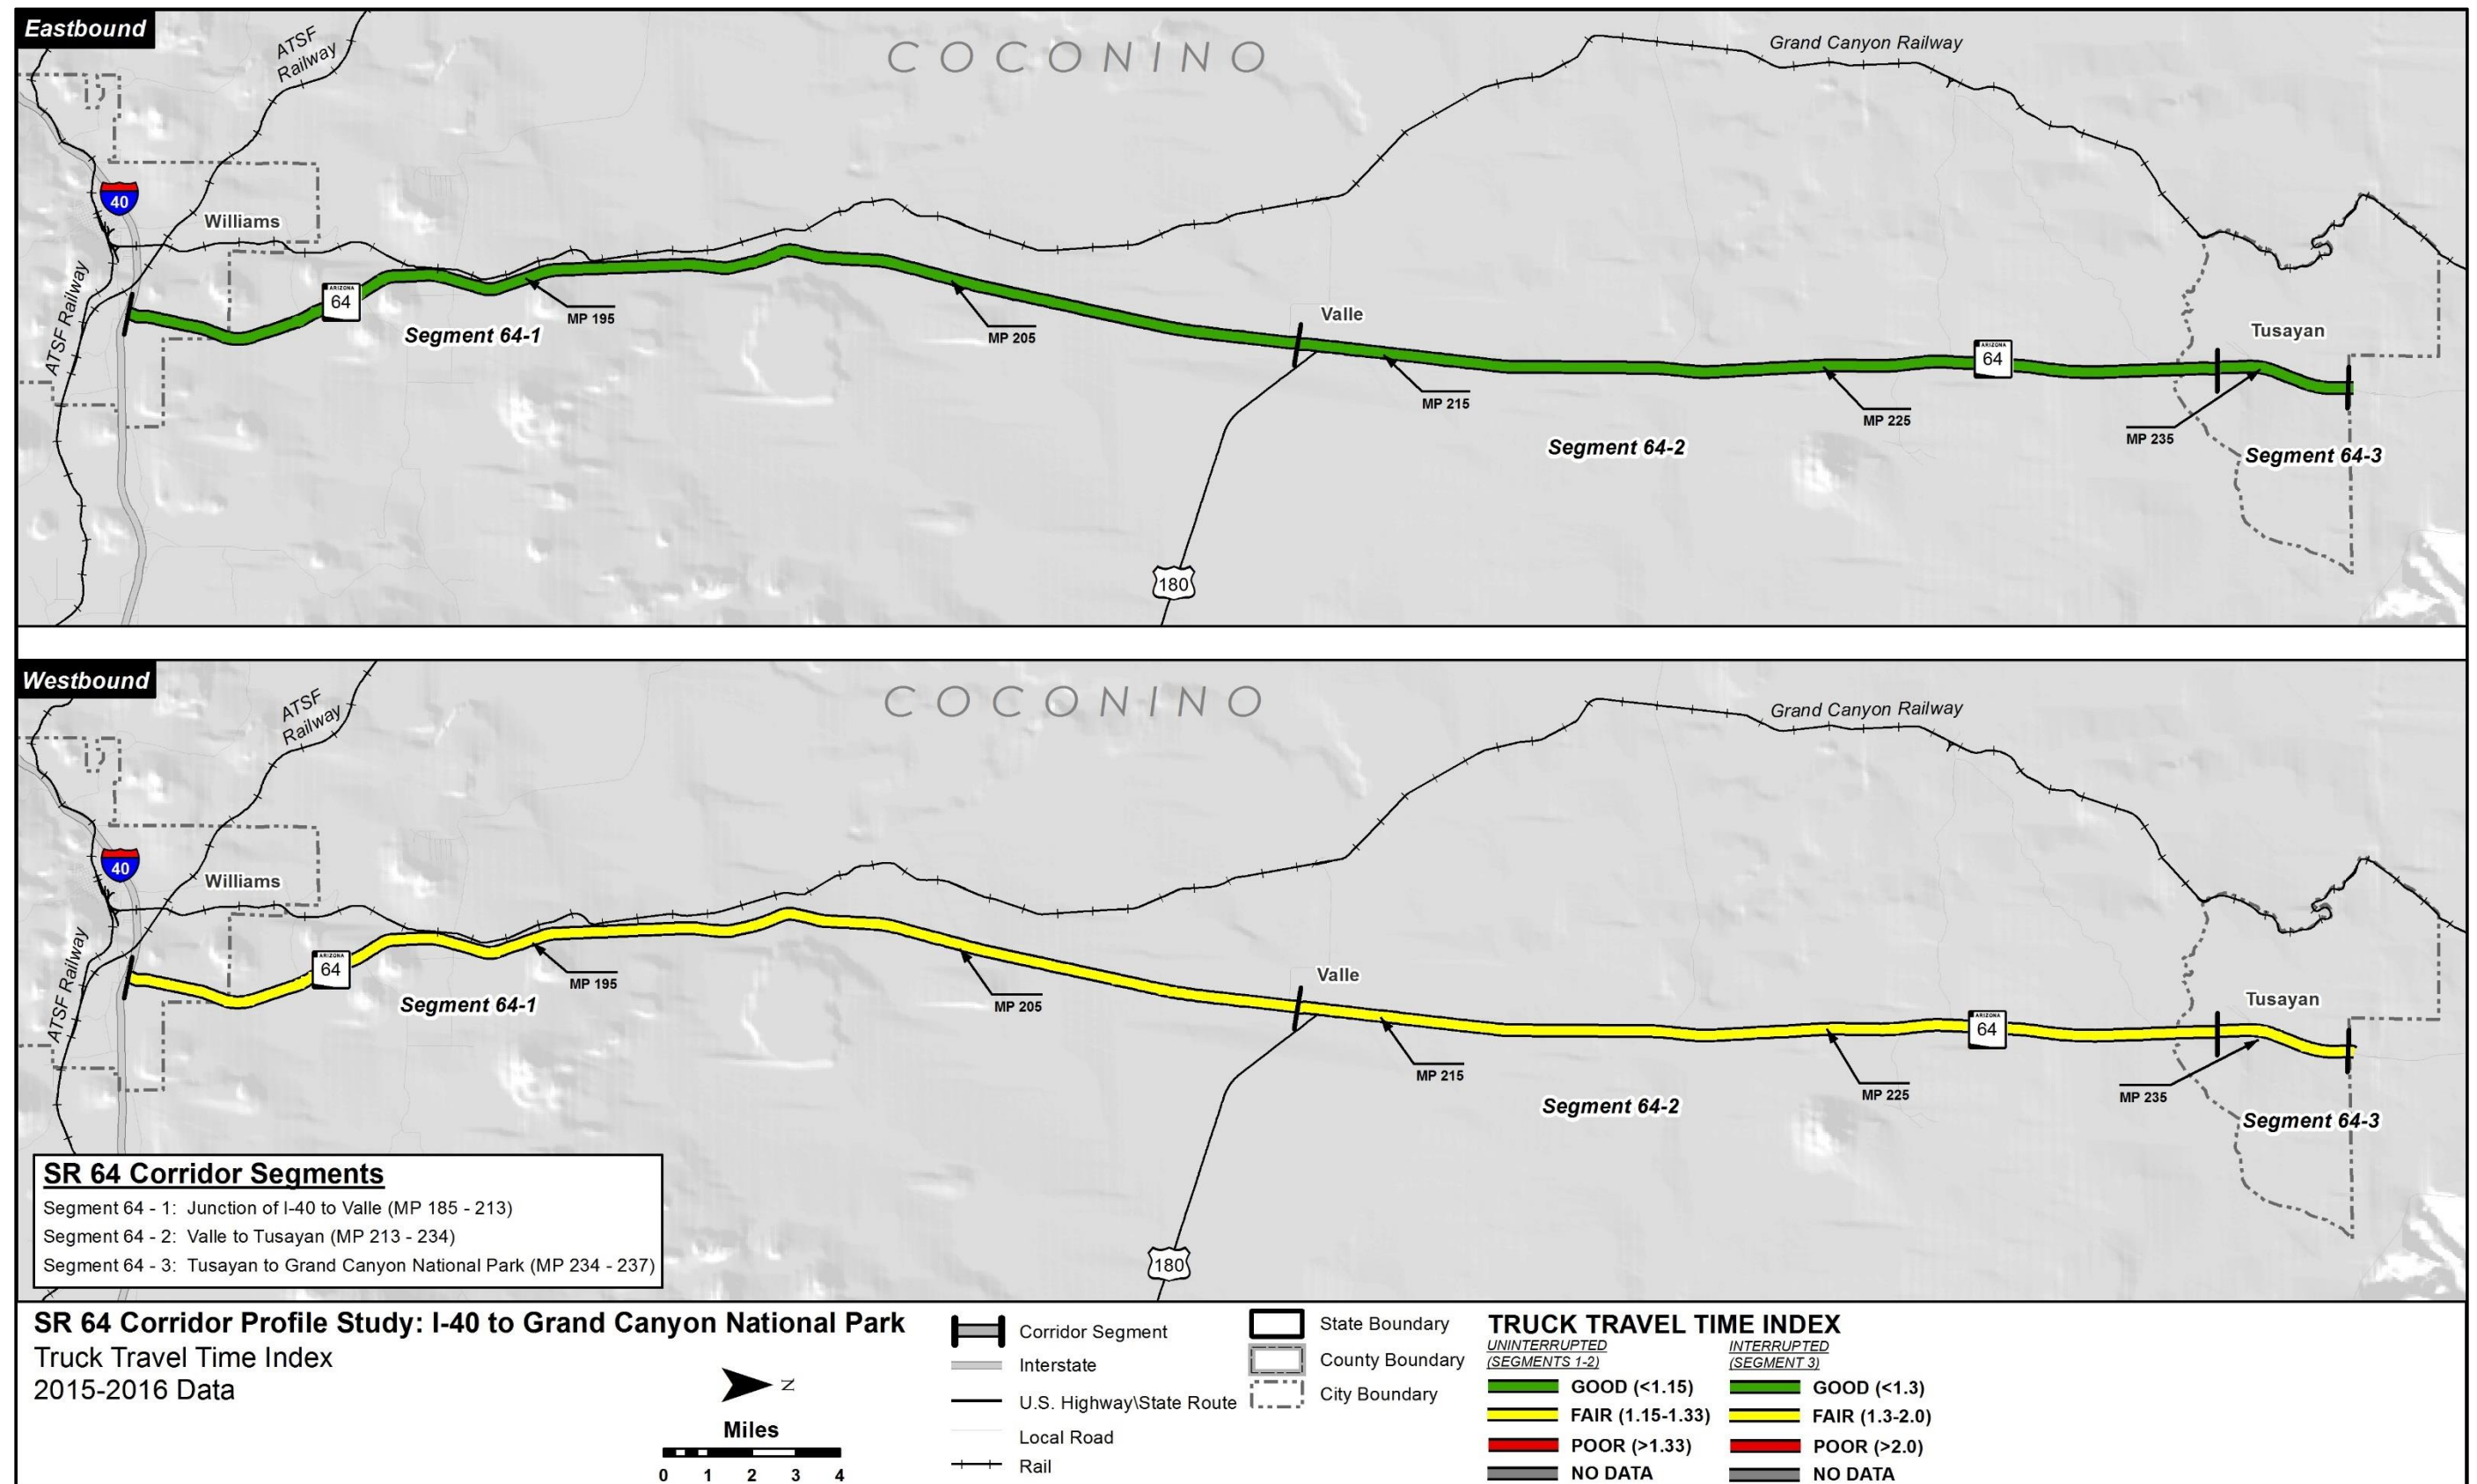 Eastbound
ATSF
Railway
COCONINO
Grand Canyon Railway
40
Williams
ATSF Railway
ARIZONA
64
MP 195
Segment 64-1
MP 205
Valle
MP 215
ARIZONA
64
MP 225
Segment 64-2
Tusayan
MP 235
Segment 64-3
180
Westbound
ATSF
Railway
COCONINO
Grand Canyon Railway
40
Williams
ATSF Railway
ARIZONA
64
MP 195
Segment 64-1
MP 205
Valle
MP 215
ARIZONA
64
MP 225
Segment 64-2
Tusayan
MP 235
Segment 64-3
180
SR 64 Corridor Segments
Segment 64 - 1: Junction of I-40 to Valle (MP 185 - 213)
Segment 64 - 2: Valle to Tusayan (MP 213 - 234)
Segment 64 - 3: Tusayan to Grand Canyon National Park (MP 234 - 237)
SR 64 Corridor Profile Study: I-40 to Grand Canyon National Park
Truck Travel Time Index
2015-2016 Data
N
Miles
0 1 2 3 4
Corridor Segment
Interstate
U.S. Highway\State Route
Local Road
Rail
State Boundary
County Boundary
City Boundary
TRUCK TRAVEL TIME INDEX
UNINTERRUPTED
(SEGMENTS 1-2)
GOOD (<1.15)
FAIR (1.15-1.33)
POOR (>1.33)
NO DATA
INTERRUPTED
(SEGMENT 3)
GOOD (<1.3)
FAIR (1.3-2.0)
POOR (>2.0)
NO DATA